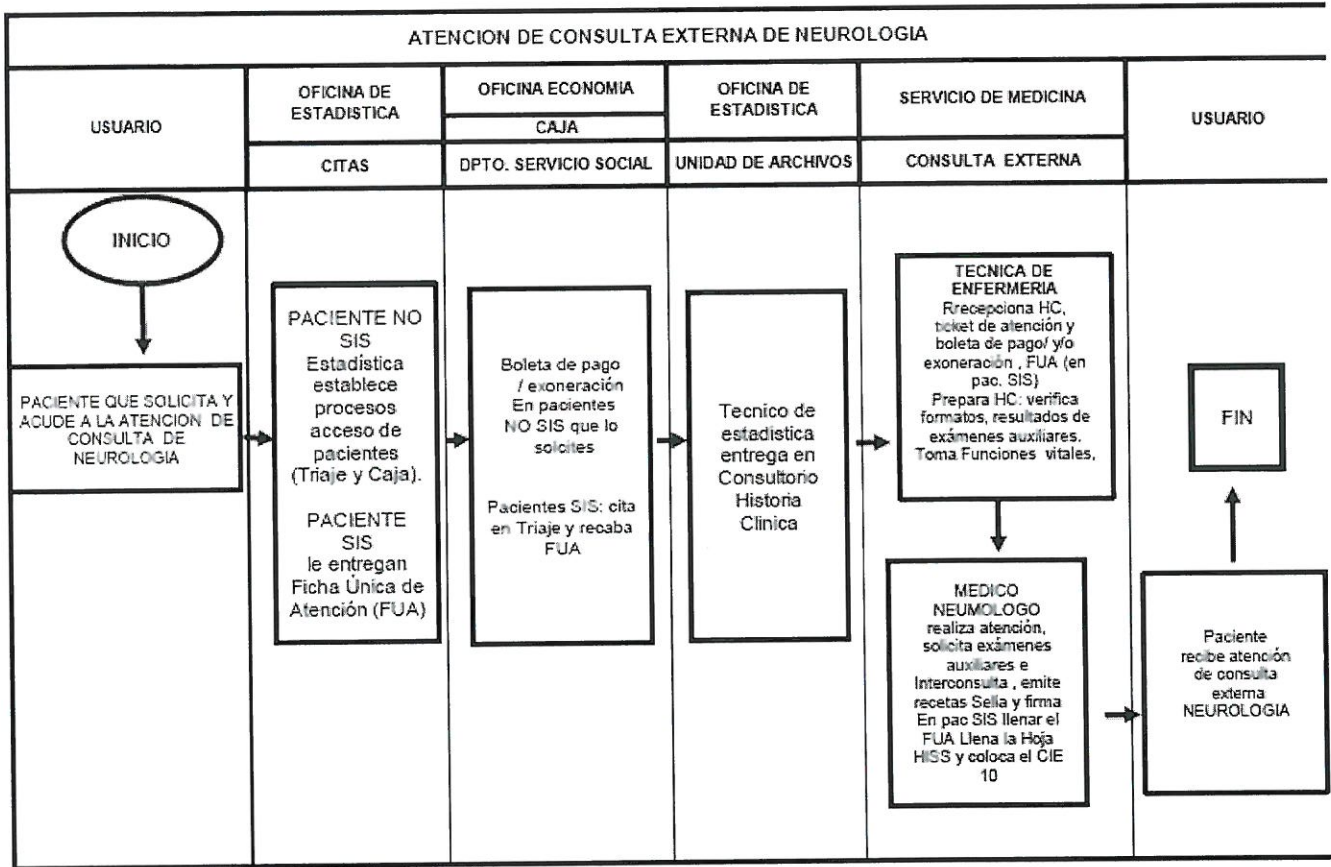 ATENCION DE CONSULTA EXTERNA DE NEUROLOGIA
USUARIO
OFICINA DE
ESTADISTICA
CITAS
OFICINA ECONOMIA
CAJA
DPTO. SERVICIO SOCIAL
OFICINA DE
ESTADISTICA
UNIDAD DE ARCHIVOS
SERVICIO DE MEDICINA
CONSULTA EXTERNA
USUARIO
INICIO
PACIENTE QUE SOLICITA Y
ACUDE A LA ATENCION DE
CONSULTA DE
NEUROLOGIA
PACIENTE NO
SIS
Estadística
establece
procesos
acceso de
pacientes
(Triaje y Caja).
PACIENTE
SIS
le entregan
Ficha Única de
Atención (FUA)
Boleta de pago
/ exoneración
En pacientes
NO SIS que lo
solcites
Pacientes SIS: cita
en Triaje y recaba
FUA
Tecnico de
estadistica
entrega en
Consultorio
Historia
Clinica
TECNICA DE
ENFERMERIA
Rrecepciona HC,
ticket de atención y
boleta de pago/ y/o
exoneración , FUA (en
pac. SIS)
Prepara HC: verifica
formatos, resultados de
exámenes auxiliares.
Toma Funciones vitales,
MEDICO
NEUMOLOGO
realiza atención,
solicita exámenes
auxiliares e
Interconsulta , emite
recetas Sella y firma
En pac SIS llenar el
FUA Llena la Hoja
HISS y coloca el CIE
10
Paciente
recibe atención
de consulta
externa
NEUROLOGIA
FIN